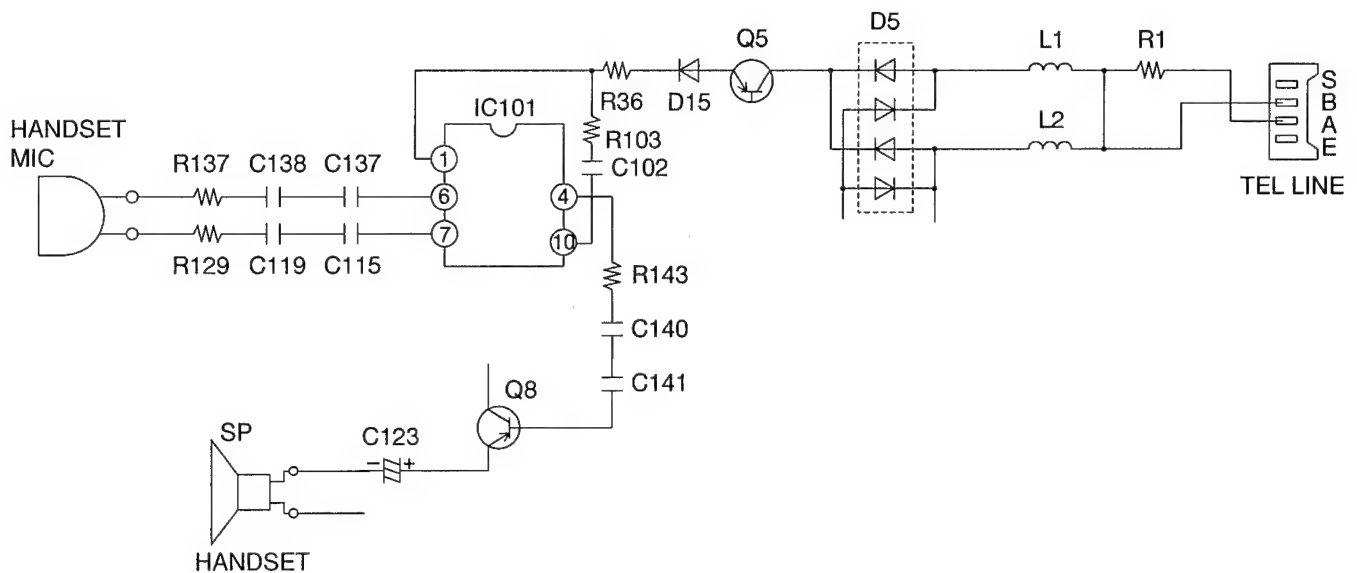 D5
Q5
L1
R1
R36
D15
S
B
A
E
IC101
R103
C102
L2
TEL LINE
HANDSET
MIC
R137
C138
C137
1
6
4
7
10
R129
C119
C115
R143
C140
C141
Q8
SP
C123
− +
HANDSET